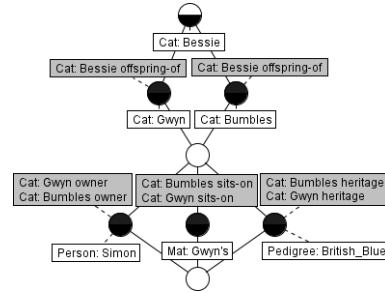 Cat: Bessie
Cat: Bessie offspring-of
Cat: Bessie offspring-of
Cat: Gwyn
Cat: Bumbles
Cat: Gwyn owner
Cat: Bumbles owner
Cat: Bumbles sits-on
Cat: Gwyn sits-on
Cat: Bumbles heritage
Cat: Gwyn heritage
Person: Simon
Mat: Gwyn's
Pedigree: British_Blue